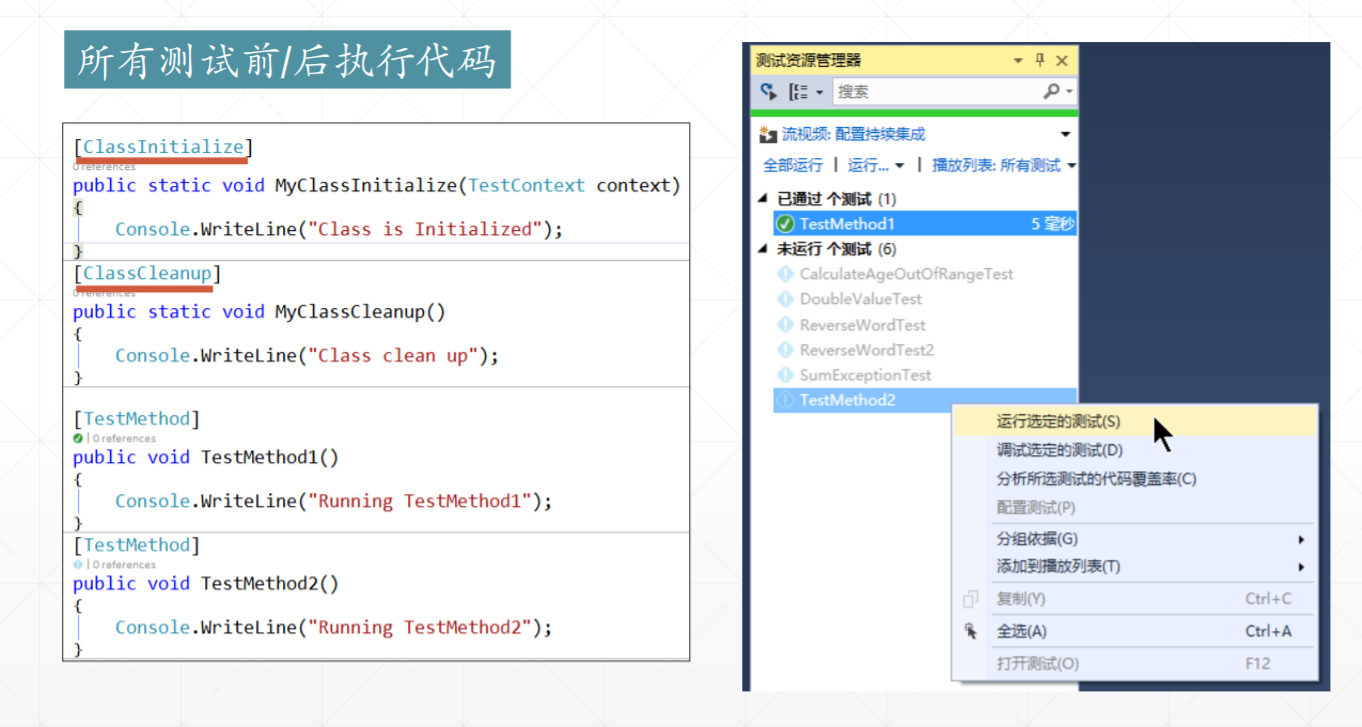 所有测试前/后执行代码
[ClassInitialize]
0 references
public static void MyClassInitialize(TestContext context)
{
Console.WriteLine("Class is Initialized");
}
[ClassCleanup]
0 references
public static void MyClassCleanup()
{
Console.WriteLine("Class clean up");
}
[TestMethod]
| 0 references
public void TestMethod1()
{
Console.WriteLine("Running TestMethod1");
}
[TestMethod]
| 0 references
public void TestMethod2()
{
Console.WriteLine("Running TestMethod2");
}
测试资源管理器
搜索
流视频: 配置持续集成
全部运行 | 运行... | 播放列表: 所有测试
已通过 个测试 (1)
TestMethod1 5 毫秒
未运行 个测试 (6)
CalculateAgeOutOfRangeTest
DoubleValueTest
ReverseWordTest
ReverseWordTest2
SumExceptionTest
TestMethod2
运行选定的测试(S)
调试选定的测试(D)
分析所选测试的代码覆盖率(C)
配置测试(P)
分组依据(G)
添加到播放列表(T)
复制(Y) Ctrl+C
全选(A) Ctrl+A
打开测试(O) F12